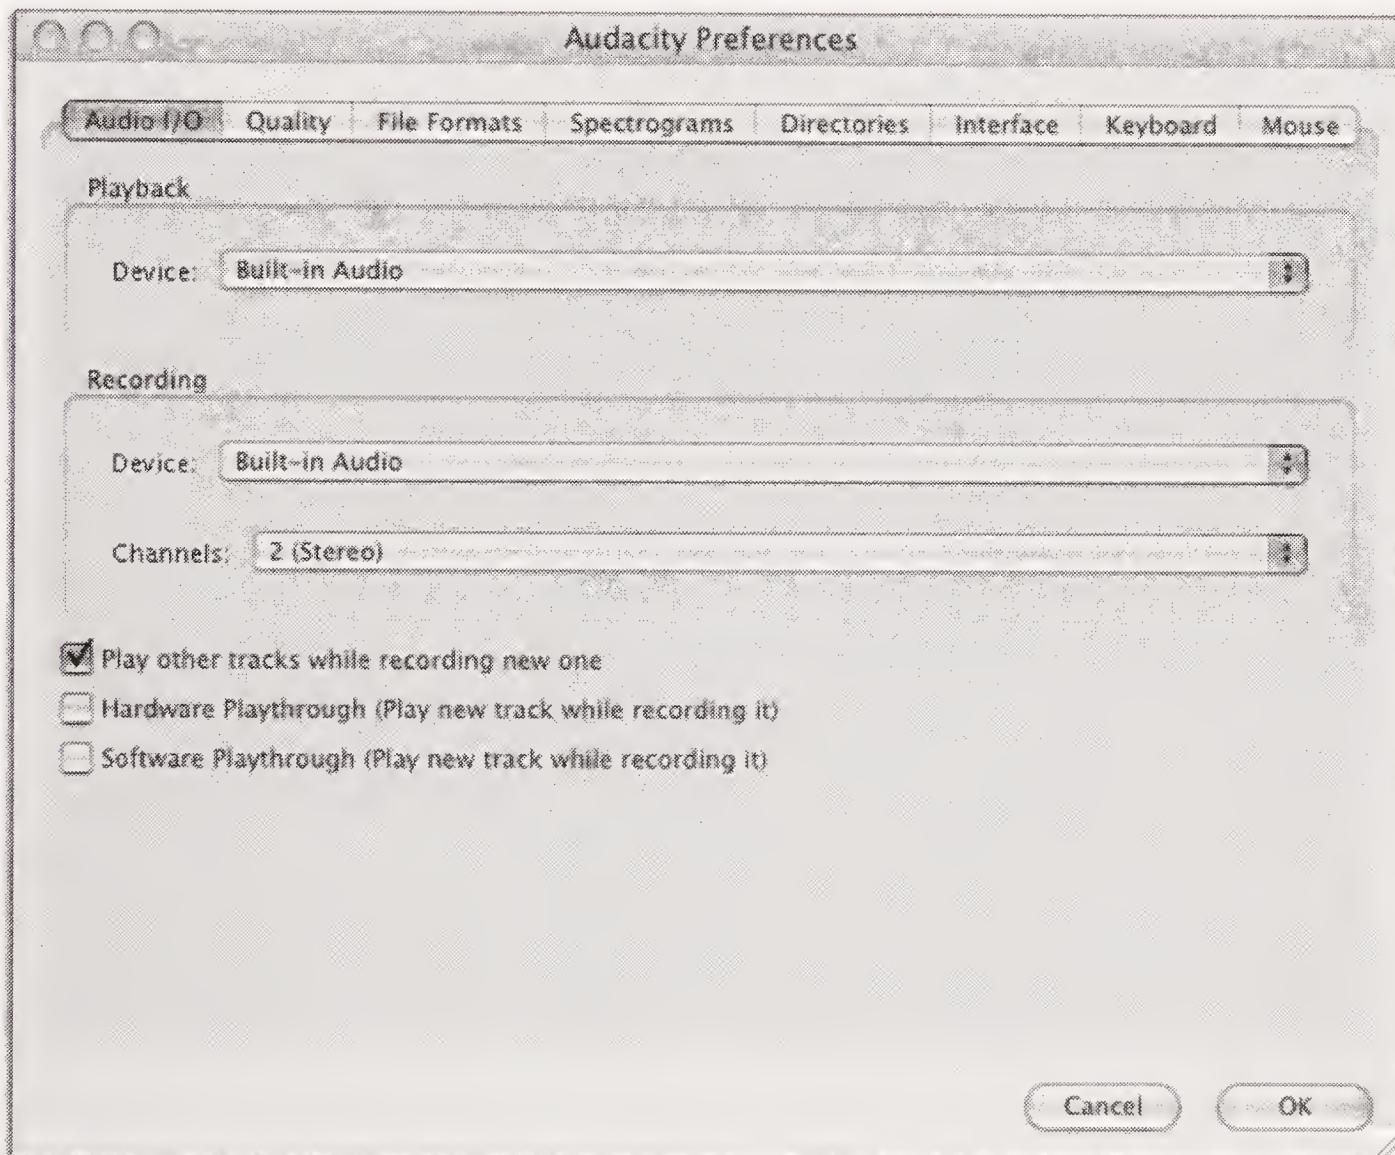 Audacity Preferences
Audio I/O Quality File Formats Spectrograms Directories Interface Keyboard Mouse
Playback
Device: Built-in Audio
Recording
Device: Built-in Audio
Channels: 2 (Stereo)
Play other tracks while recording new one
Hardware Playthrough (Play new track while recording it)
Software Playthrough (Play new track while recording it)
Cancel OK